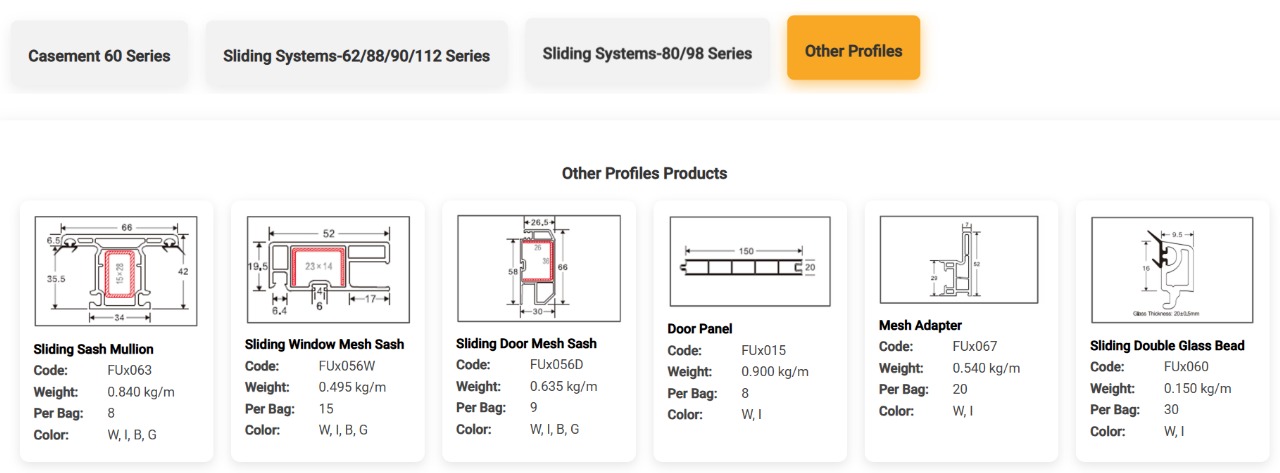 Casement 60 Series
Sliding Systems-62/88/90/112 Series
Sliding Systems-80/98 Series
Other Profiles
Other Profiles Products
66
6.5
35.5
15×28
42
34
Sliding Sash Mullion
Code: FUx063
Weight: 0.840 kg/m
Per Bag: 8
Color: W, I, B, G
52
19.5
23×14
4
17
6.4
6
Sliding Window Mesh Sash
Code: FUx056W
Weight: 0.495 kg/m
Per Bag: 15
Color: W, I, B, G
26.5
26
36
58
66
30
Sliding Door Mesh Sash
Code: FUx056D
Weight: 0.635 kg/m
Per Bag: 9
Color: W, I, B, G
150
20
Door Panel
Code: FUx015
Weight: 0.900 kg/m
Per Bag: 8
Color: W, I
7
29
52
Mesh Adapter
Code: FUx067
Weight: 0.540 kg/m
Per Bag: 20
Color: W, I
9.5
16
Glass Thickness: 20±0.5mm
Sliding Double Glass Bead
Code: FUx060
Weight: 0.150 kg/m
Per Bag: 30
Color: W, I